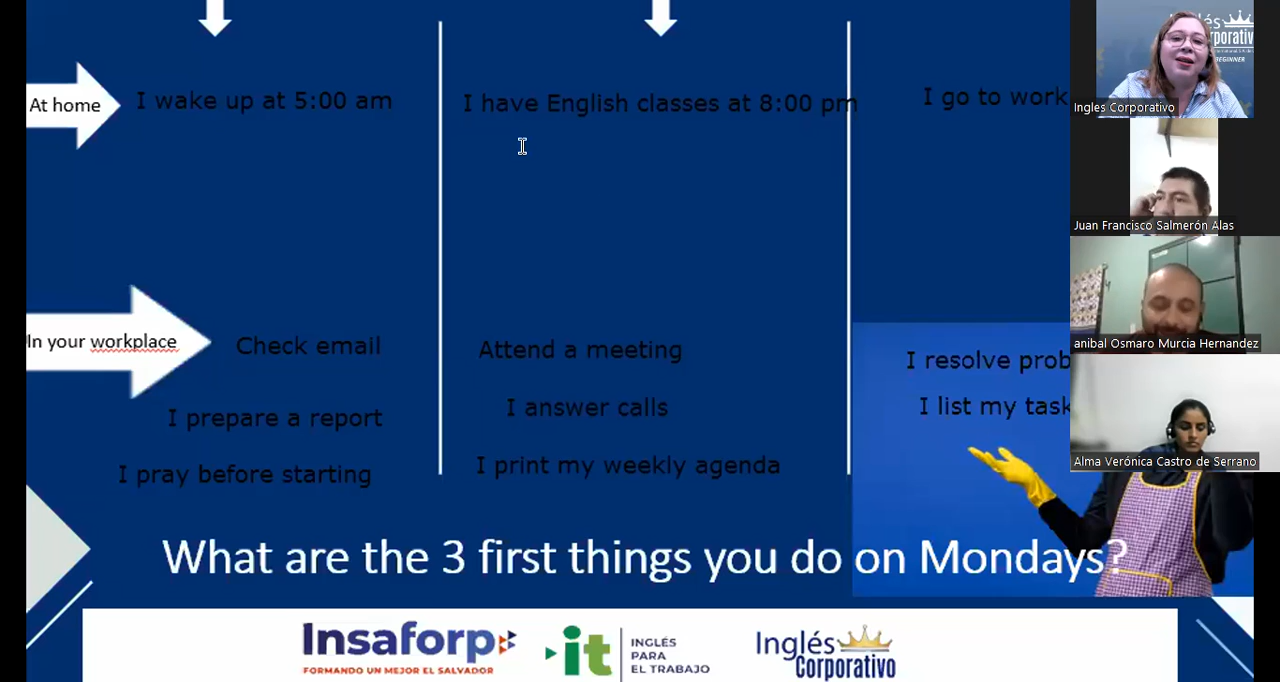 At home
I wake up at 5:00 am
I have English classes at 8:00 pm
I go to work
In your workplace
Check email
Attend a meeting
I resolve prob
I prepare a report
I answer calls
I list my task
I pray before starting
I print my weekly agenda
What are the 3 first things you do on Mondays?
Insaforp
FORMANDO UN MEJOR EL SALVADOR
it
INGLÉS
PARA
EL TRABAJO
Inglés
Corporativo
és
rporativ
BEGINNER
Ingles Corporativo
Juan Francisco Salmerón Alas
anibal Osmaro Murcia Hernandez
Alma Verónica Castro de Serrano